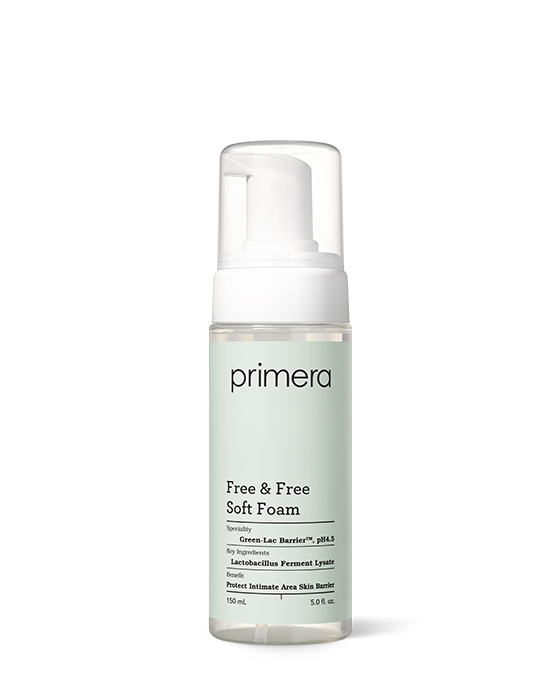 primera
Free & Free
Soft Foam
Speciality
Green-Lac Barrier™, pH4.5
Key Ingredients
Lactobacillus Ferment Lysate
Benefit
Protect Intimate Area Skin Barrier
150 mL 5.0 fl. oz.